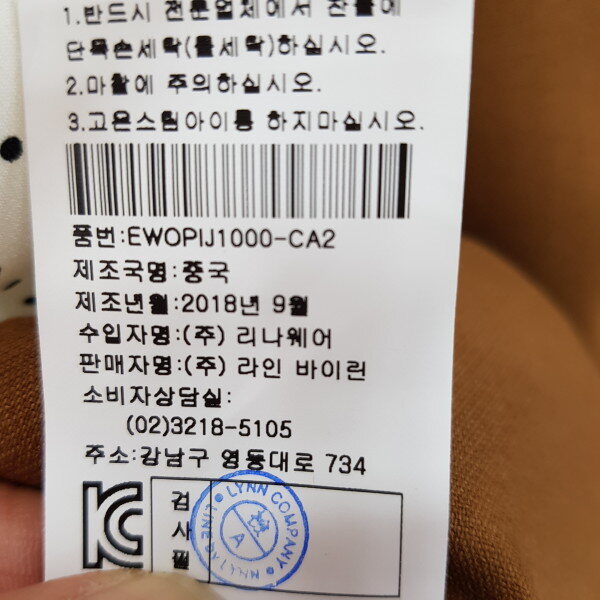 1.반드시 전문업체에서 찬물에
단독손세탁(물세탁)하십시오.
2.마찰에 주의하십시오.
3.고온스팀아이롱 하지마십시오.
품번:EWOPIJ1000-CA2
제조국명:중국
제조년월:2018년 9월
수입자명:(주) 리나웨어
판매자명:(주) 라인 바이린
소비자상담실:
(02)3218-5105
주소:강남구 영동대로 734
검
사
필
LYNN COMPANY
A